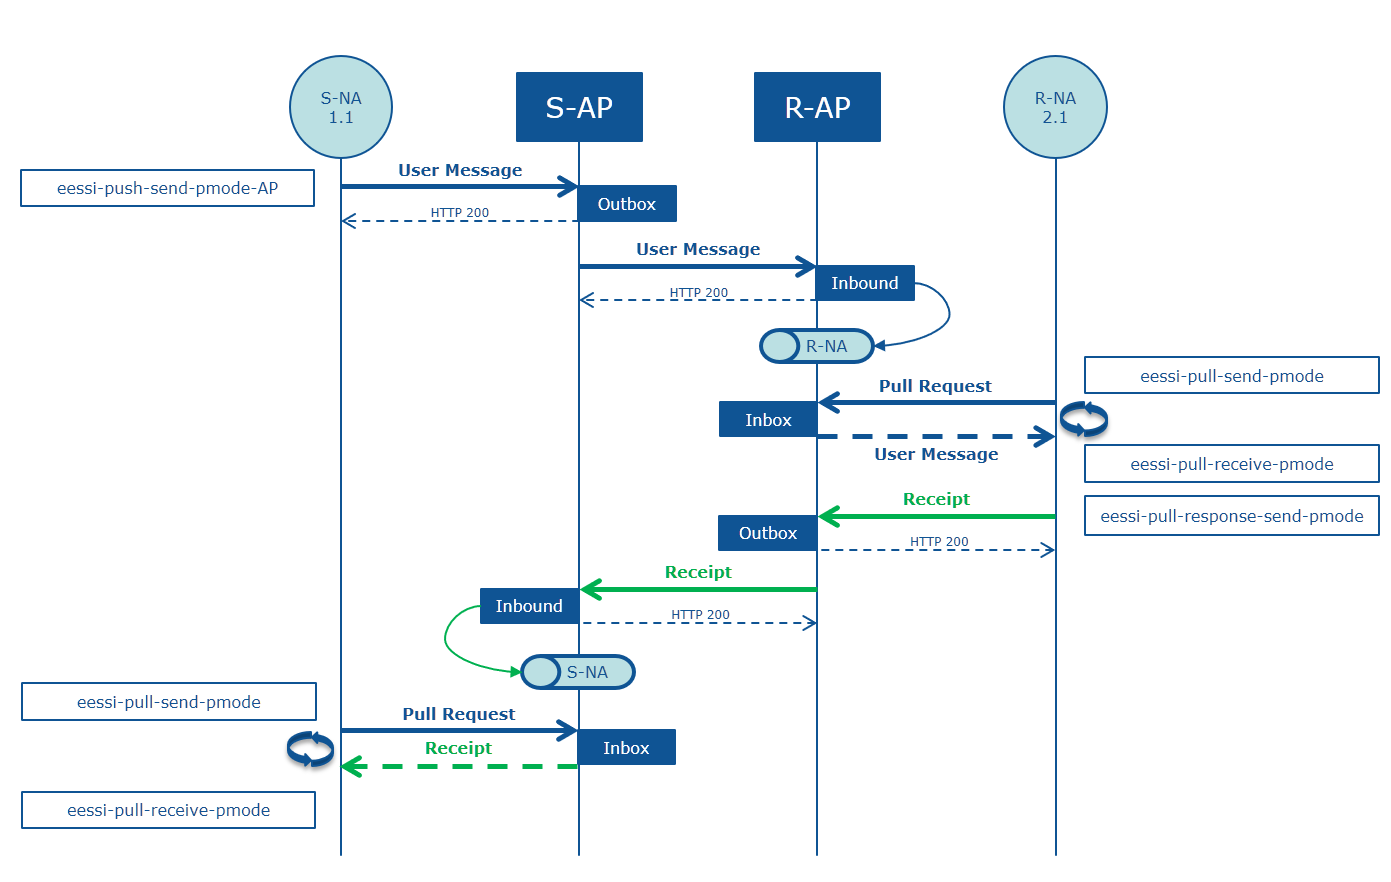 S-NA
1.1
S-AP
R-AP
R-NA
2.1
User Message
eessi-push-send-pmode-AP
Outbox
HTTP 200
User Message
Inbound
HTTP 200
R-NA
eessi-pull-send-pmode
Pull Request
Inbox
User Message
eessi-pull-receive-pmode
Receipt
eessi-pull-response-send-pmode
Outbox
HTTP 200
Receipt
Inbound
HTTP 200
S-NA
eessi-pull-send-pmode
Pull Request
Receipt
Inbox
eessi-pull-receive-pmode